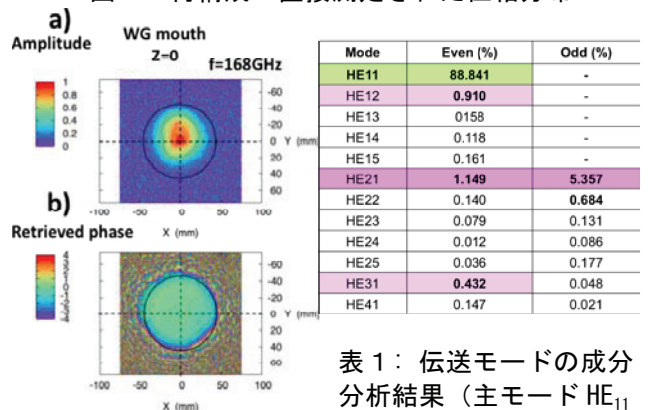 a)
Amplitude
WG mouth
Z=0
f=168GHz
1
0.8
0.6
0.4
0.2
0
-60
-40
-20
0 Y (mm)
20
40
60
-100 -50 0 50 100
X (mm)
b)
Retrieved phase
-60
-40
-20
0 Y (mm)
20
40
60
-100 -50 0 50 100
X (mm)
Mode Even (%) Odd (%)
HE11 88.841 -
HE12 0.910 -
HE13 0158 -
HE14 0.118 -
HE15 0.161 -
HE21 1.149 5.357
HE22 0.140 0.684
HE23 0.079 0.131
HE24 0.012 0.086
HE25 0.036 0.177
HE31 0.432 0.048
HE41 0.147 0.021
表 1: 伝送モードの成分
分析結果(主モード HE11